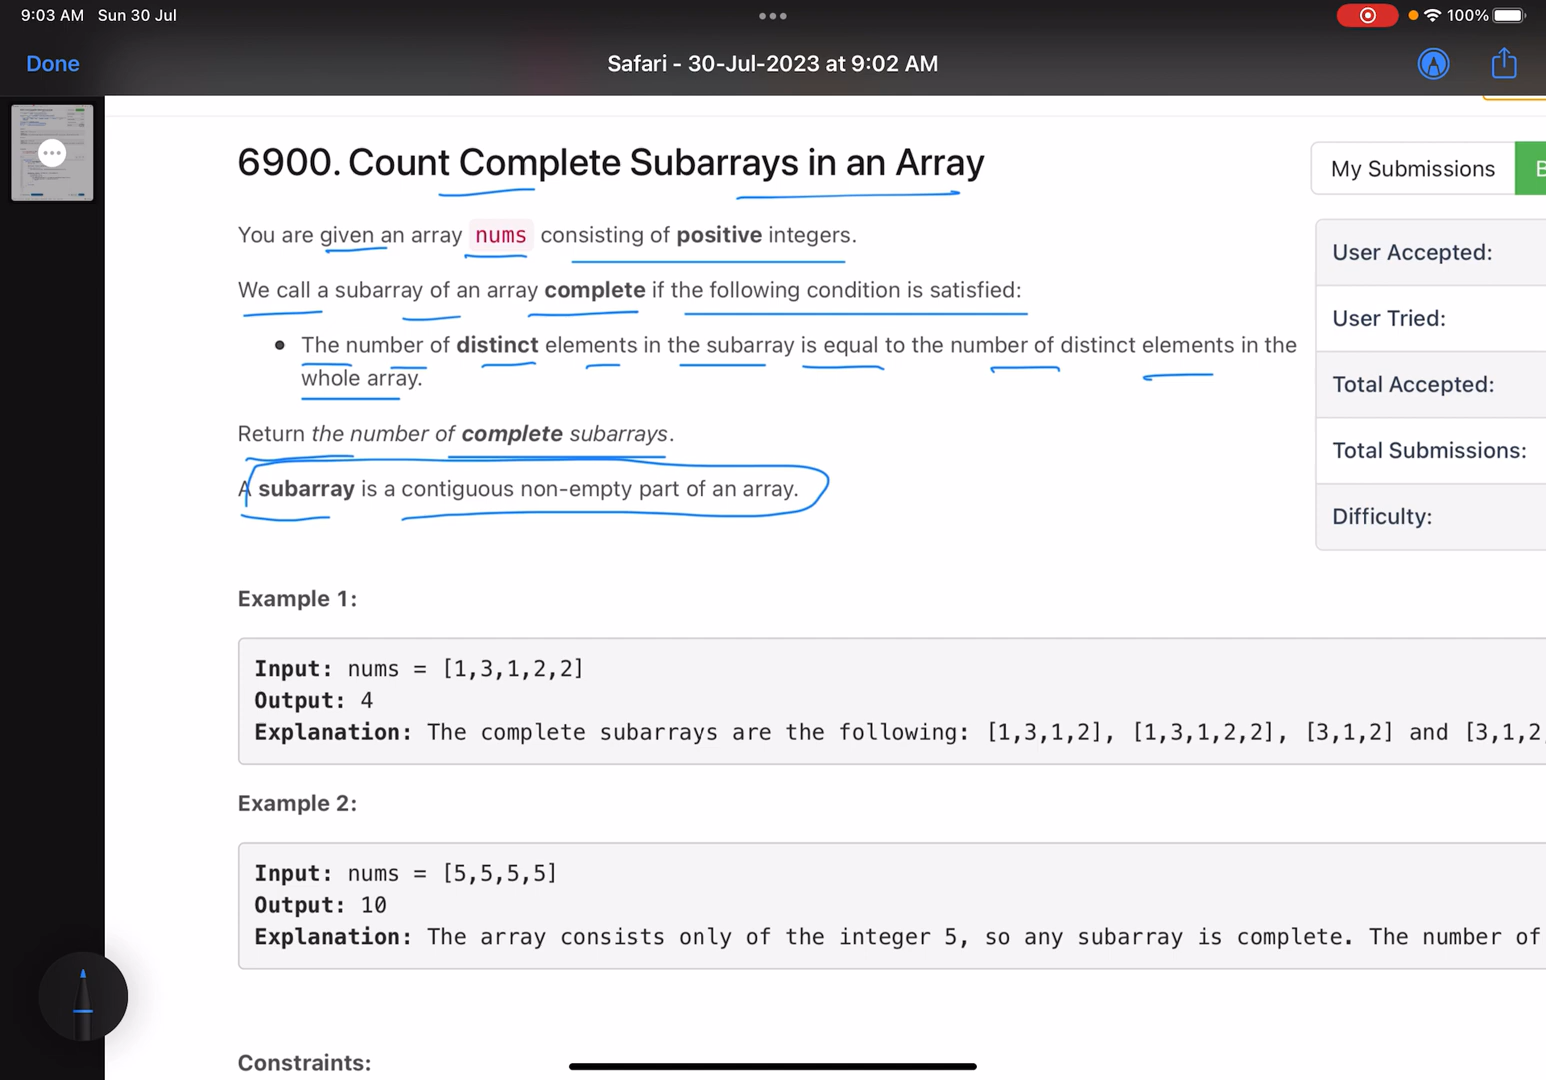 9:03 AM Sun 30 Jul
100%
Done
Safari - 30-Jul-2023 at 9:02 AM
6900. Count Complete Subarrays in an Array
My Submissions
You are given an array nums consisting of positive integers.
User Accepted:
We call a subarray of an array complete if the following condition is satisfied:
User Tried:
• The number of distinct elements in the subarray is equal to the number of distinct elements in the
whole array.
Total Accepted:
Return the number of complete subarrays.
Total Submissions:
A subarray is a contiguous non-empty part of an array.
Difficulty:
Example 1:
Input: nums = [1,3,1,2,2]
Output: 4
Explanation: The complete subarrays are the following: [1,3,1,2], [1,3,1,2,2], [3,1,2] and [3,1,2,
Example 2:
Input: nums = [5,5,5,5]
Output: 10
Explanation: The array consists only of the integer 5, so any subarray is complete. The number of
Constraints: